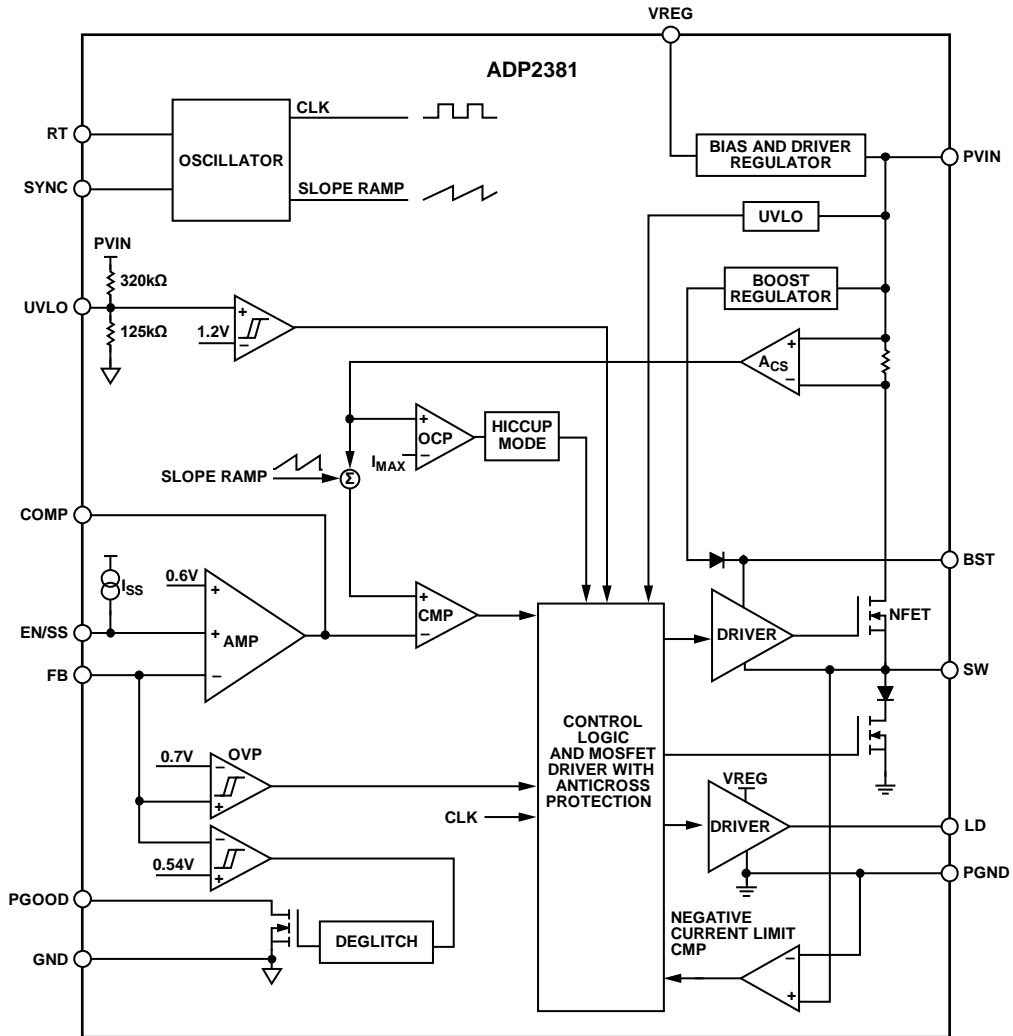 VREG
ADP2381
CLK
RT
OSCILLATOR
BIAS AND DRIVER
REGULATOR
PVIN
SYNC
SLOPE RAMP
UVLO
PVIN
320kΩ
BOOST
REGULATOR
UVLO
125kΩ
1.2V
+
−
ACS
+
−
+
−
OCP
HICCUP
MODE
IMAX
SLOPE RAMP
Σ
COMP
BST
ISS
0.6V
+
+
−
AMP
+
−
CMP
DRIVER
NFET
EN/SS
FB
SW
CONTROL
LOGIC
AND MOSFET
DRIVER WITH
ANTICROSS
PROTECTION
0.7V
OVP
−
+
VREG
CLK
DRIVER
LD
−
0.54V
+
PGND
PGOOD
DEGLITCH
NEGATIVE
CURRENT LIMIT
CMP
−
+
GND